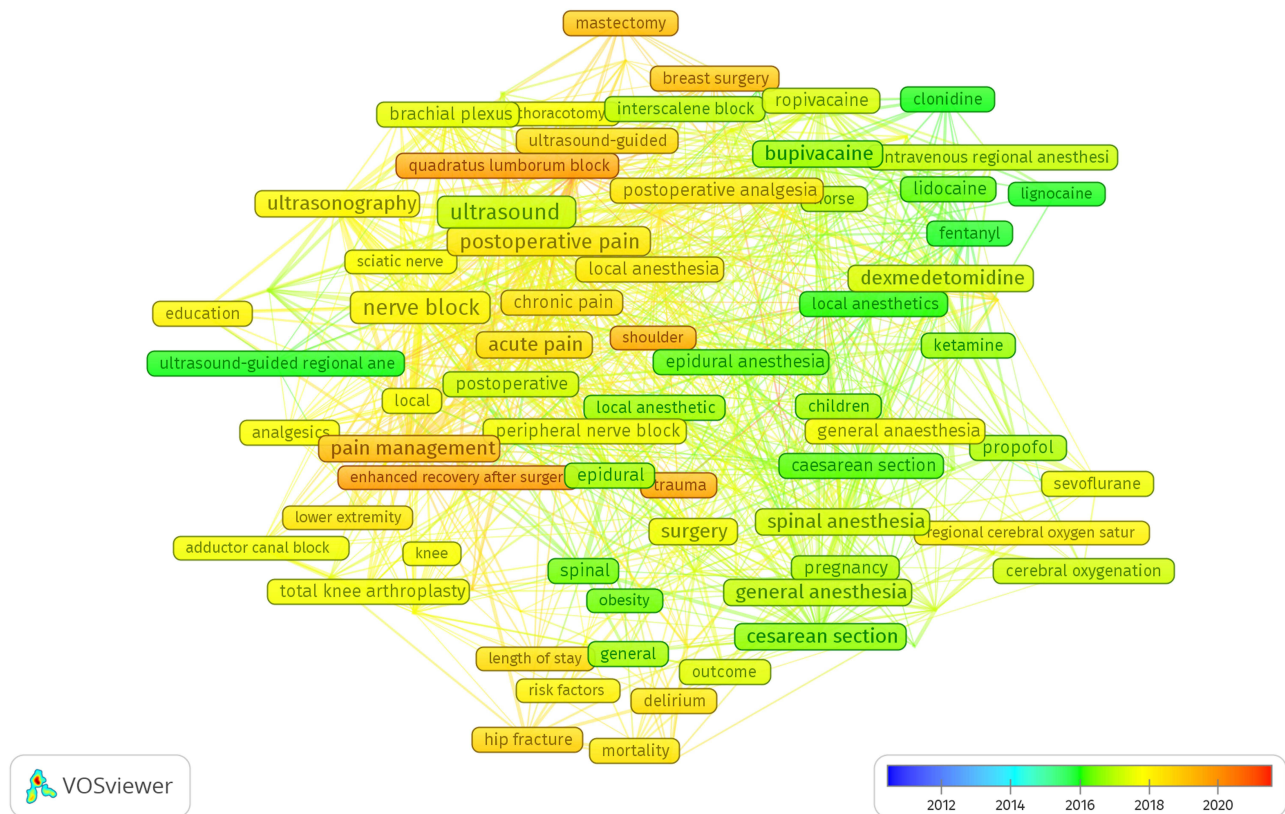 mastectomy
breast surgery
brachial plexus
thoracotomy
interscalene block
ropivacaine
clonidine
ultrasound-guided
quadratus lumborum block
bupivacaine
ntravenous regional anesthesi
postoperative analgesia
horse
lidocaine
lignocaine
ultrasonography
ultrasound
postoperative pain
fentanyl
sciatic nerve
local anesthesia
dexmedetomidine
education
nerve block
chronic pain
local anesthetics
ultrasound-guided regional ane
acute pain
shoulder
epidural anesthesia
ketamine
postoperative
local
local anesthetic
children
analgesics
peripheral nerve block
general anaesthesia
pain management
propofol
enhanced recovery after surger
epidural
trauma
caesarean section
sevoflurane
lower extremity
surgery
spinal anesthesia
regional cerebral oxygen satur
adductor canal block
knee
spinal
pregnancy
cerebral oxygenation
total knee arthroplasty
obesity
general anesthesia
cesarean section
length of stay
general
outcome
risk factors
delirium
hip fracture
mortality
VOSviewer
2012 2014 2016 2018 2020